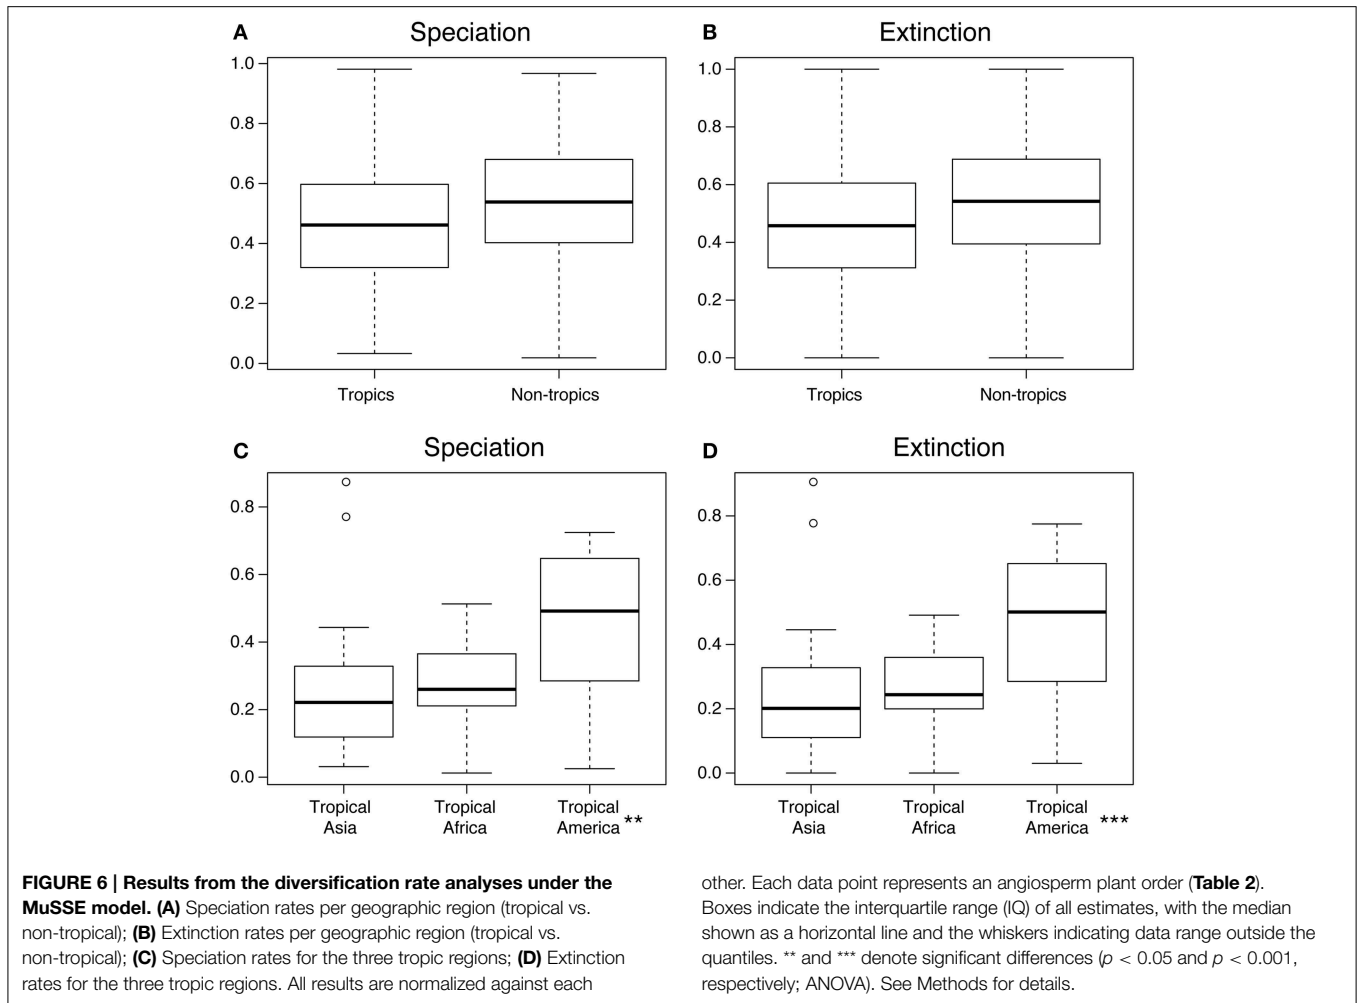 A Speciation
1.0
0.8
0.6
0.4
0.2
0.0
Tropics Non-tropics
B Extinction
1.0
0.8
0.6
0.4
0.2
0.0
Tropics Non-tropics
C Speciation
0.8
0.6
0.4
0.2
0.0
Tropical Tropical Tropical
Asia Africa America **
D Extinction
0.8
0.6
0.4
0.2
0.0
Tropical Tropical Tropical
Asia Africa America ***
FIGURE 6 | Results from the diversification rate analyses under the
MuSSE model. (A) Speciation rates per geographic region (tropical vs.
non-tropical); (B) Extinction rates per geographic region (tropical vs.
non-tropical); (C) Speciation rates for the three tropic regions; (D) Extinction
rates for the three tropic regions. All results are normalized against each
other. Each data point represents an angiosperm plant order (Table 2).
Boxes indicate the interquartile range (IQ) of all estimates, with the median
shown as a horizontal line and the whiskers indicating data range outside the
quantiles. ** and *** denote significant differences (p < 0.05 and p < 0.001,
respectively; ANOVA). See Methods for details.